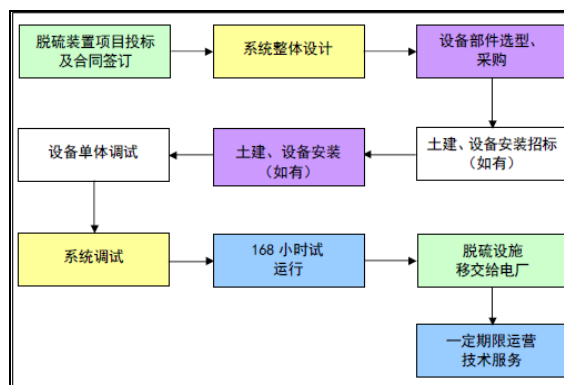 脱硫装置项目投标
及合同签订
系统整体设计
设备部件选型、
采购
土建、设备安装招标
（如有）
土建、设备安装
（如有）
设备单体调试
系统调试
168 小时试
运行
脱硫设施
移交给电厂
一定期限运营
技术服务